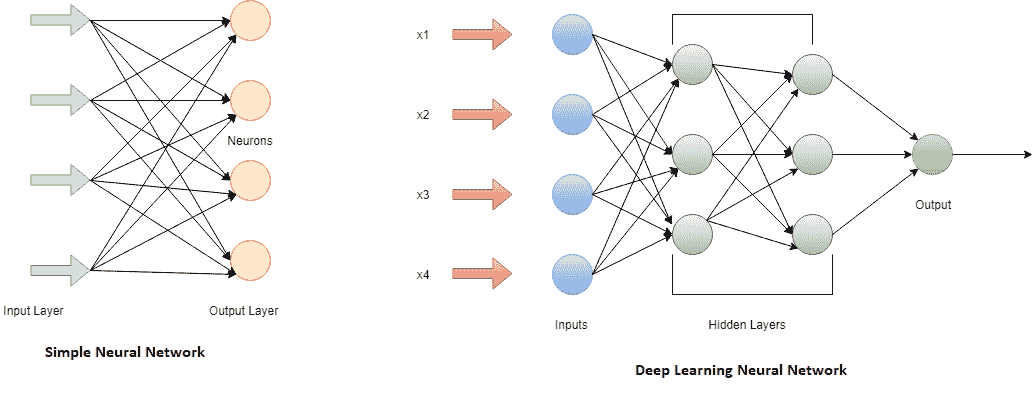 Neurons
Input Layer
Output Layer
Simple Neural Network
x1
x2
x3
x4
Output
Inputs
Hidden Layers
Deep Learning Neural Network